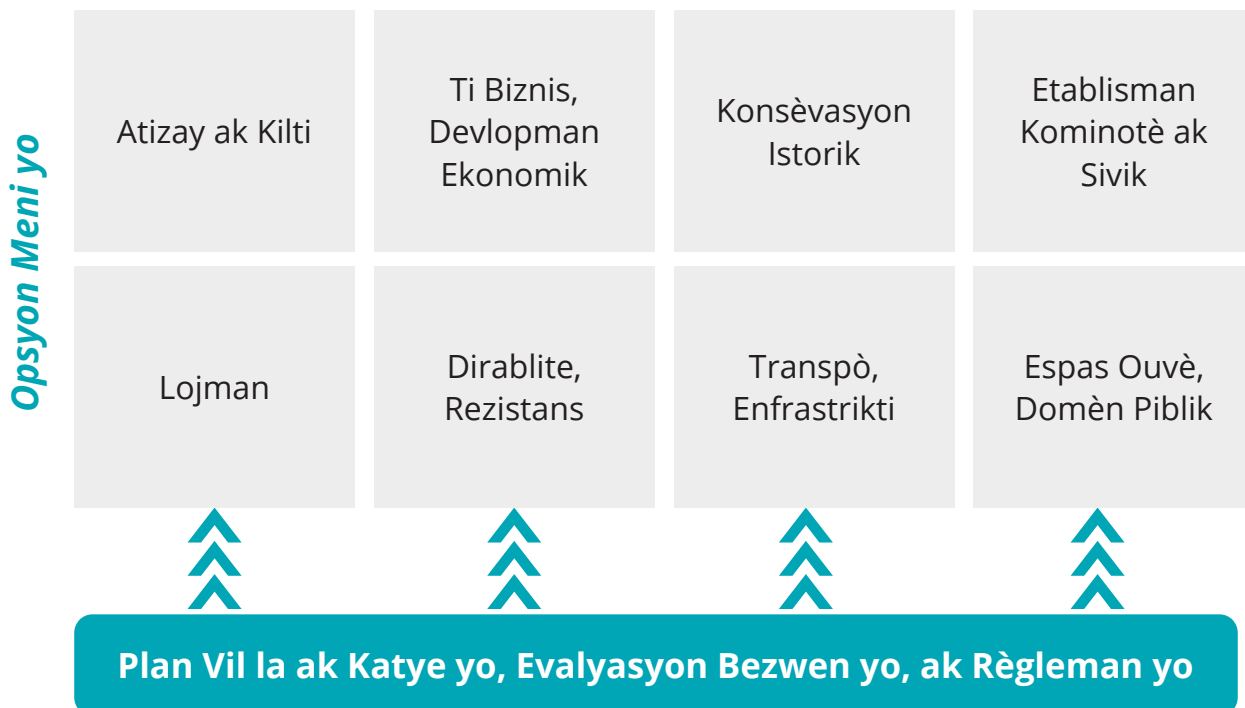 Opsyon Meni yo
Atizay ak Kilti
Ti Biznis,
Devlopman
Ekonomik
Konsèvasyon
Istorik
Etablisman
Kominotè ak
Sivik
Lojman
Dirablite,
Rezistans
Transpò,
Enfrastrikti
Espas Ouvè,
Domèn Piblik
Plan Vil la ak Katye yo, Evalyasyon Bezwen yo, ak Règleman yo